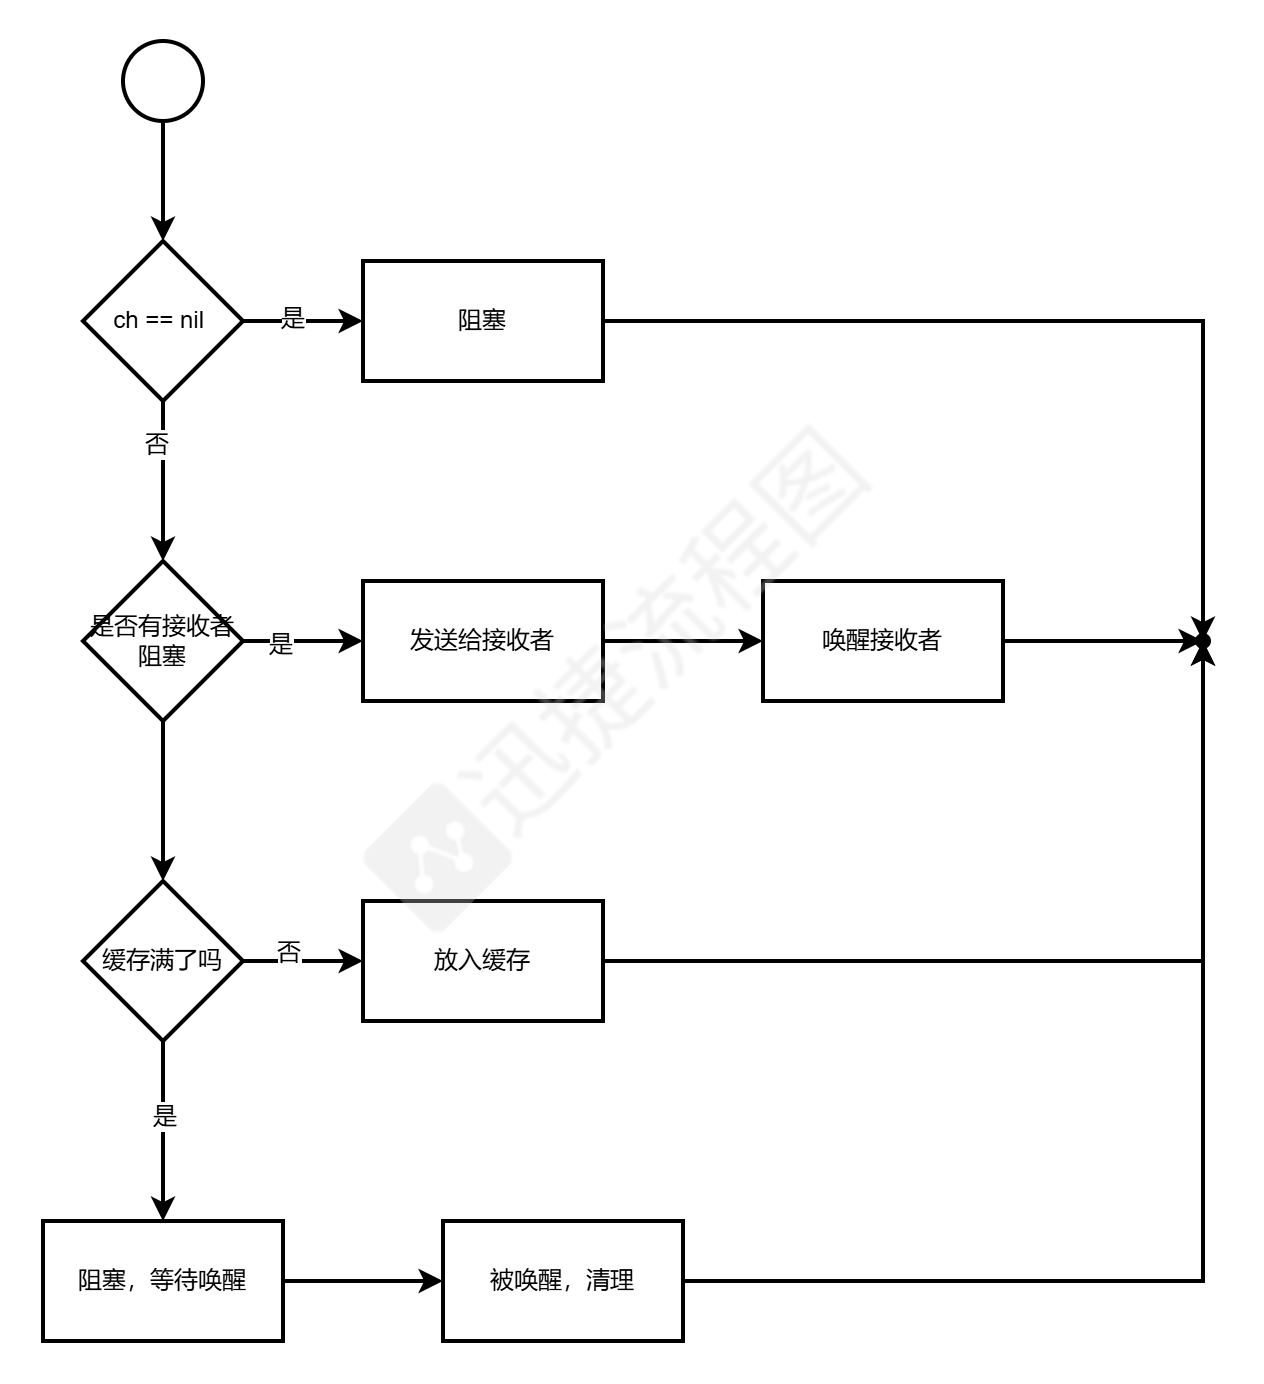 ch == nil
是
阻塞
否
是否有接收者
阻塞
是
发送给接收者
唤醒接收者
缓存满了吗
否
放入缓存
是
阻塞，等待唤醒
被唤醒，清理
迅捷流程图